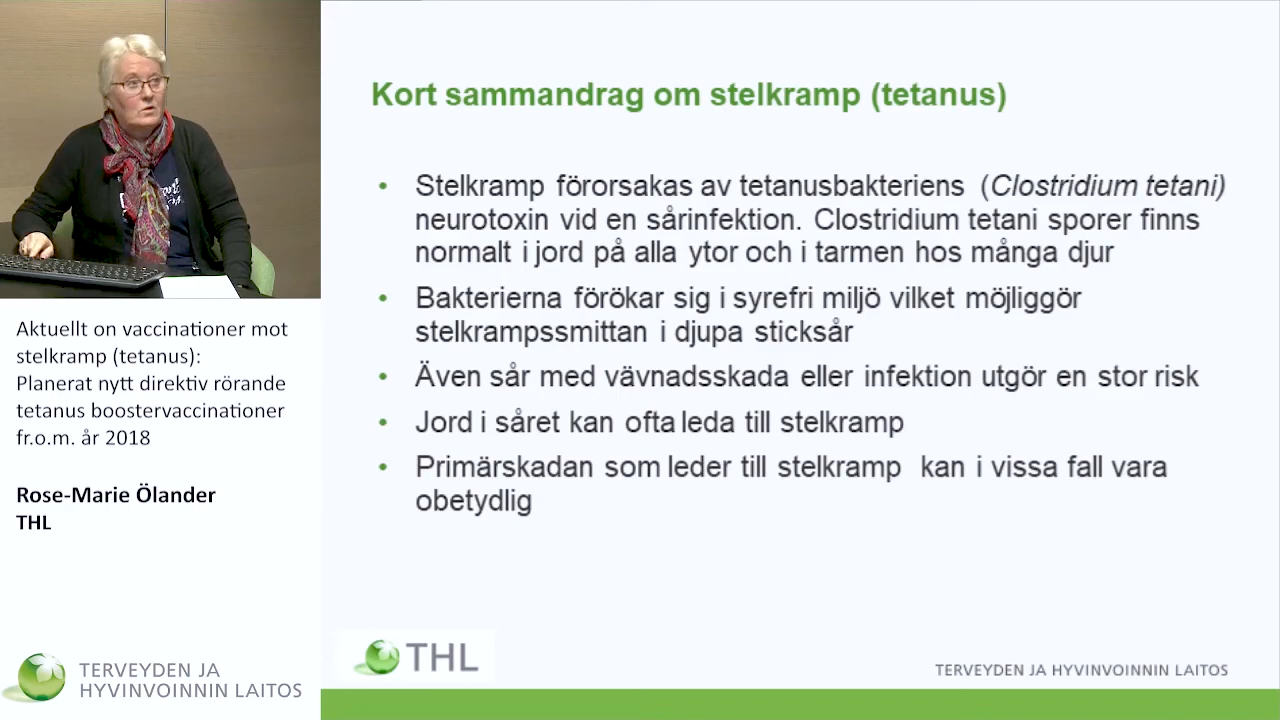 Aktuellt on vaccinationer mot
stelkramp (tetanus):
Planerat nytt direktiv rörande
tetanus boostervaccinationer
fr.o.m. år 2018
Rose-Marie Ölander
THL
TERVEYDEN JA
HYVINVOINNIN LAITOS
Kort sammandrag om stelkramp (tetanus)
• Stelkramp förorsakas av tetanusbakteriens (Clostridium tetani)
neurotoxin vid en sårinfektion. Clostridium tetani sporer finns
normalt i jord på alla ytor och i tarmen hos många djur
• Bakterierna förökar sig i syrefri miljö vilket möjliggör
stelkrampssmittan i djupa sticksår
• Även sår med vävnadsskada eller infektion utgör en stor risk
• Jord i såret kan ofta leda till stelkramp
• Primärskadan som leder till stelkramp kan i vissa fall vara
obetydlig
THL
TERVEYDEN JA HYVINVOINNIN LAITOS